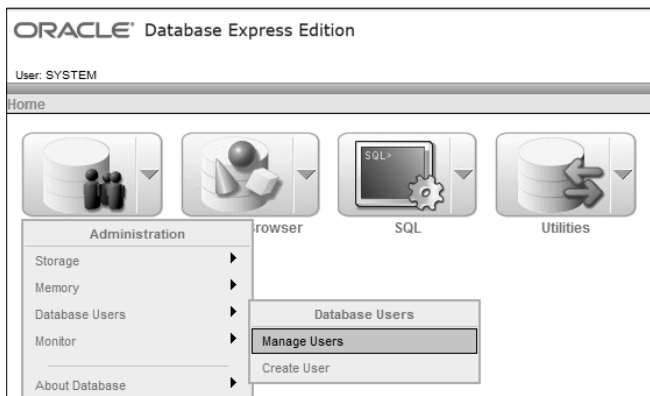 ORACLE® Database Express Edition
User: SYSTEM
Home
SQL>
rowser
SQL
Utilities
Administration
Storage
Memory
Database Users
Monitor
About Database
Database Users
Manage Users
Create User